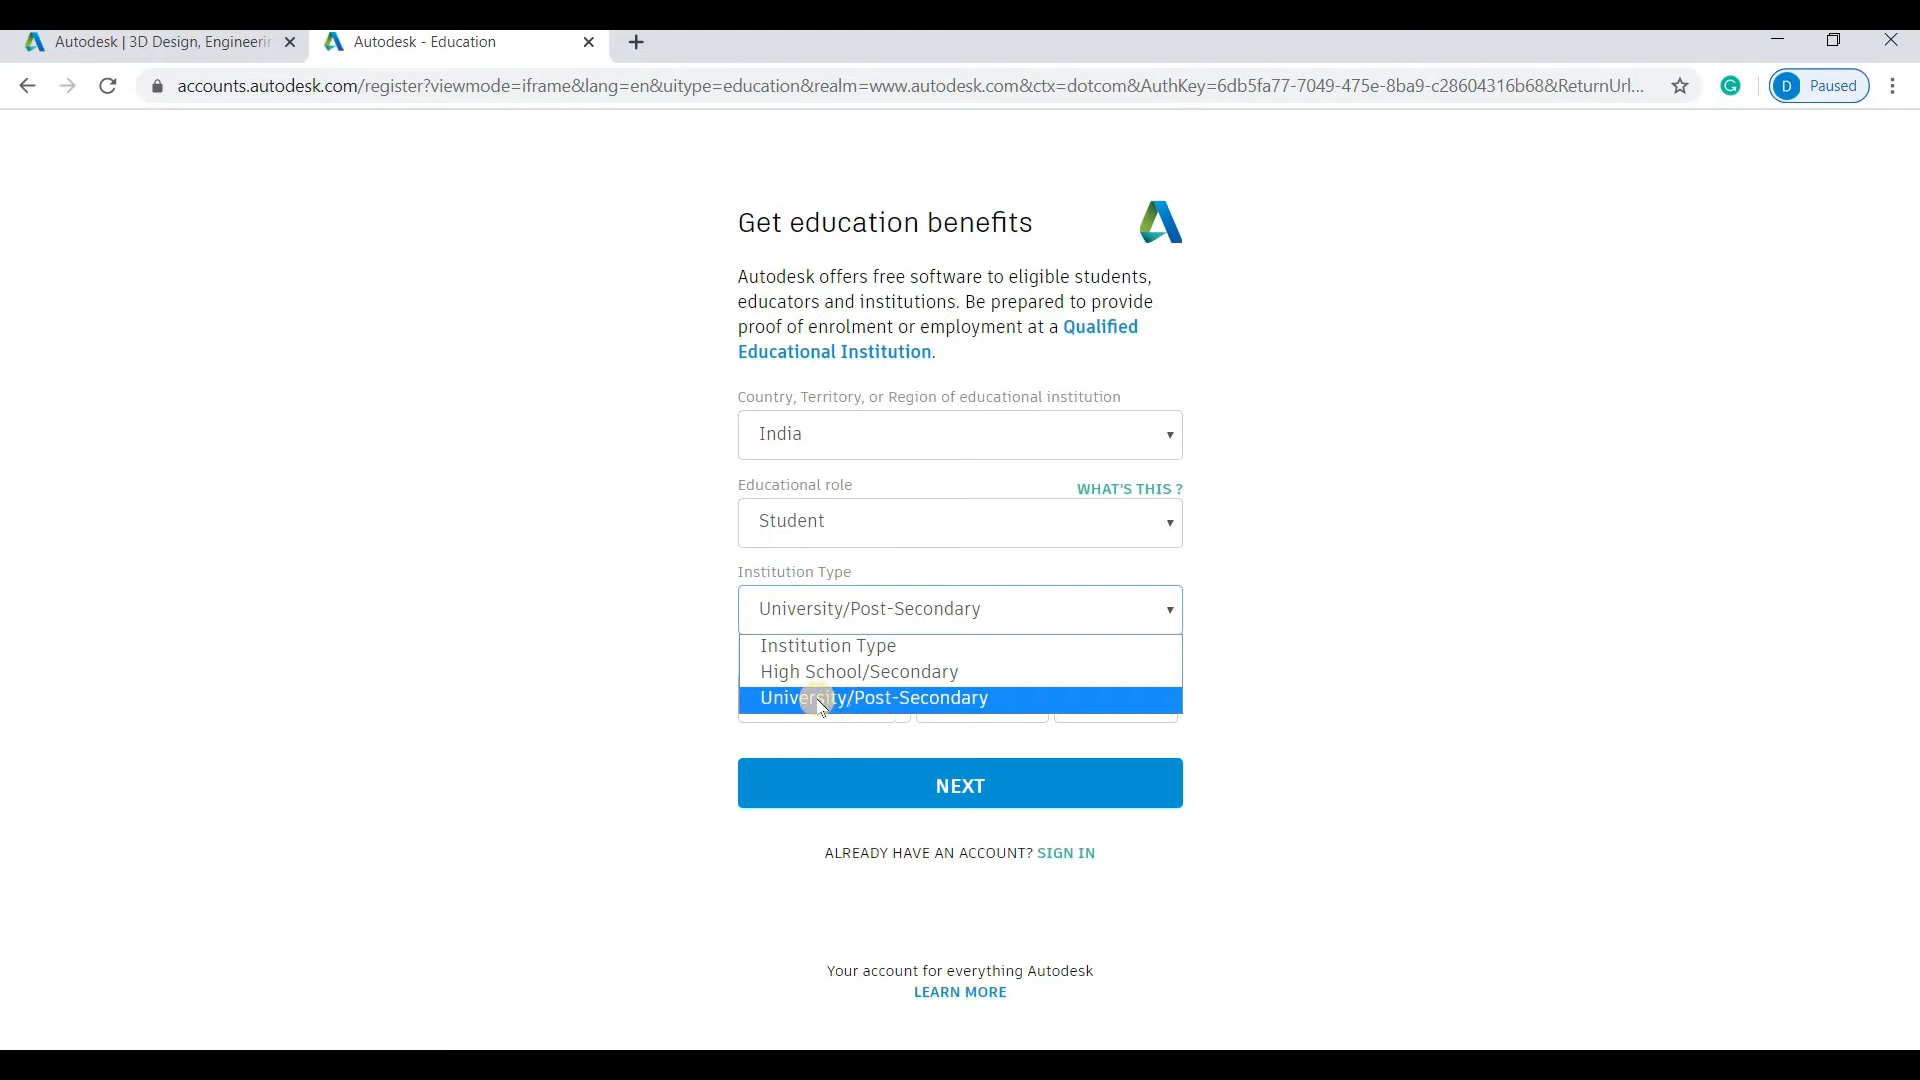 Autodesk | 3D Design, Engineerin
Autodesk - Education
accounts.autodesk.com/register?viewmode=iframe&lang=en&uitype=education&realm=www.autodesk.com&ctx=dotcom&AuthKey=6db5fa77-7049-475e-8ba9-c28604316b68&ReturnUrl...
G
D
Paused
Get education benefits
Autodesk offers free software to eligible students,
educators and institutions. Be prepared to provide
proof of enrolment or employment at a Qualified
Educational Institution.
Country, Territory, or Region of educational institution
India
Educational role
WHAT'S THIS ?
Student
Institution Type
University/Post-Secondary
Institution Type
High School/Secondary
University/Post-Secondary
NEXT
ALREADY HAVE AN ACCOUNT? SIGN IN
Your account for everything Autodesk
LEARN MORE